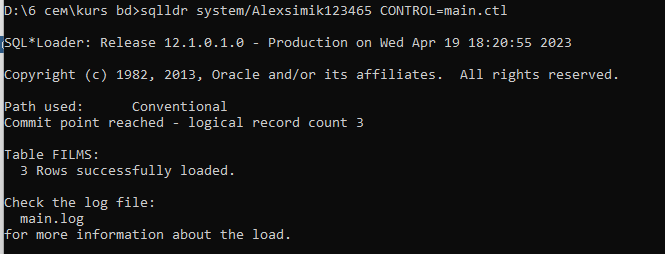 D:\6 сем\kurs bd>sqlldr system/Alexsimik123465 CONTROL=main.ctl
SQL*Loader: Release 12.1.0.1.0 - Production on Wed Apr 19 18:20:55 2023
Copyright (c) 1982, 2013, Oracle and/or its affiliates.  All rights reserved.
Path used:      Conventional
Commit point reached - logical record count 3
Table FILMS:
  3 Rows successfully loaded.
Check the log file:
  main.log
for more information about the load.